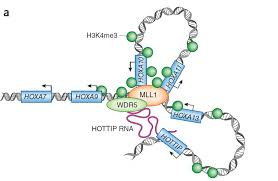 a
H3K4me3
HOXA10
HOXA11
HOXA7
HOXA9
MLL1
WDR5
HOXA13
HOTTIP RNA
HOTTIP